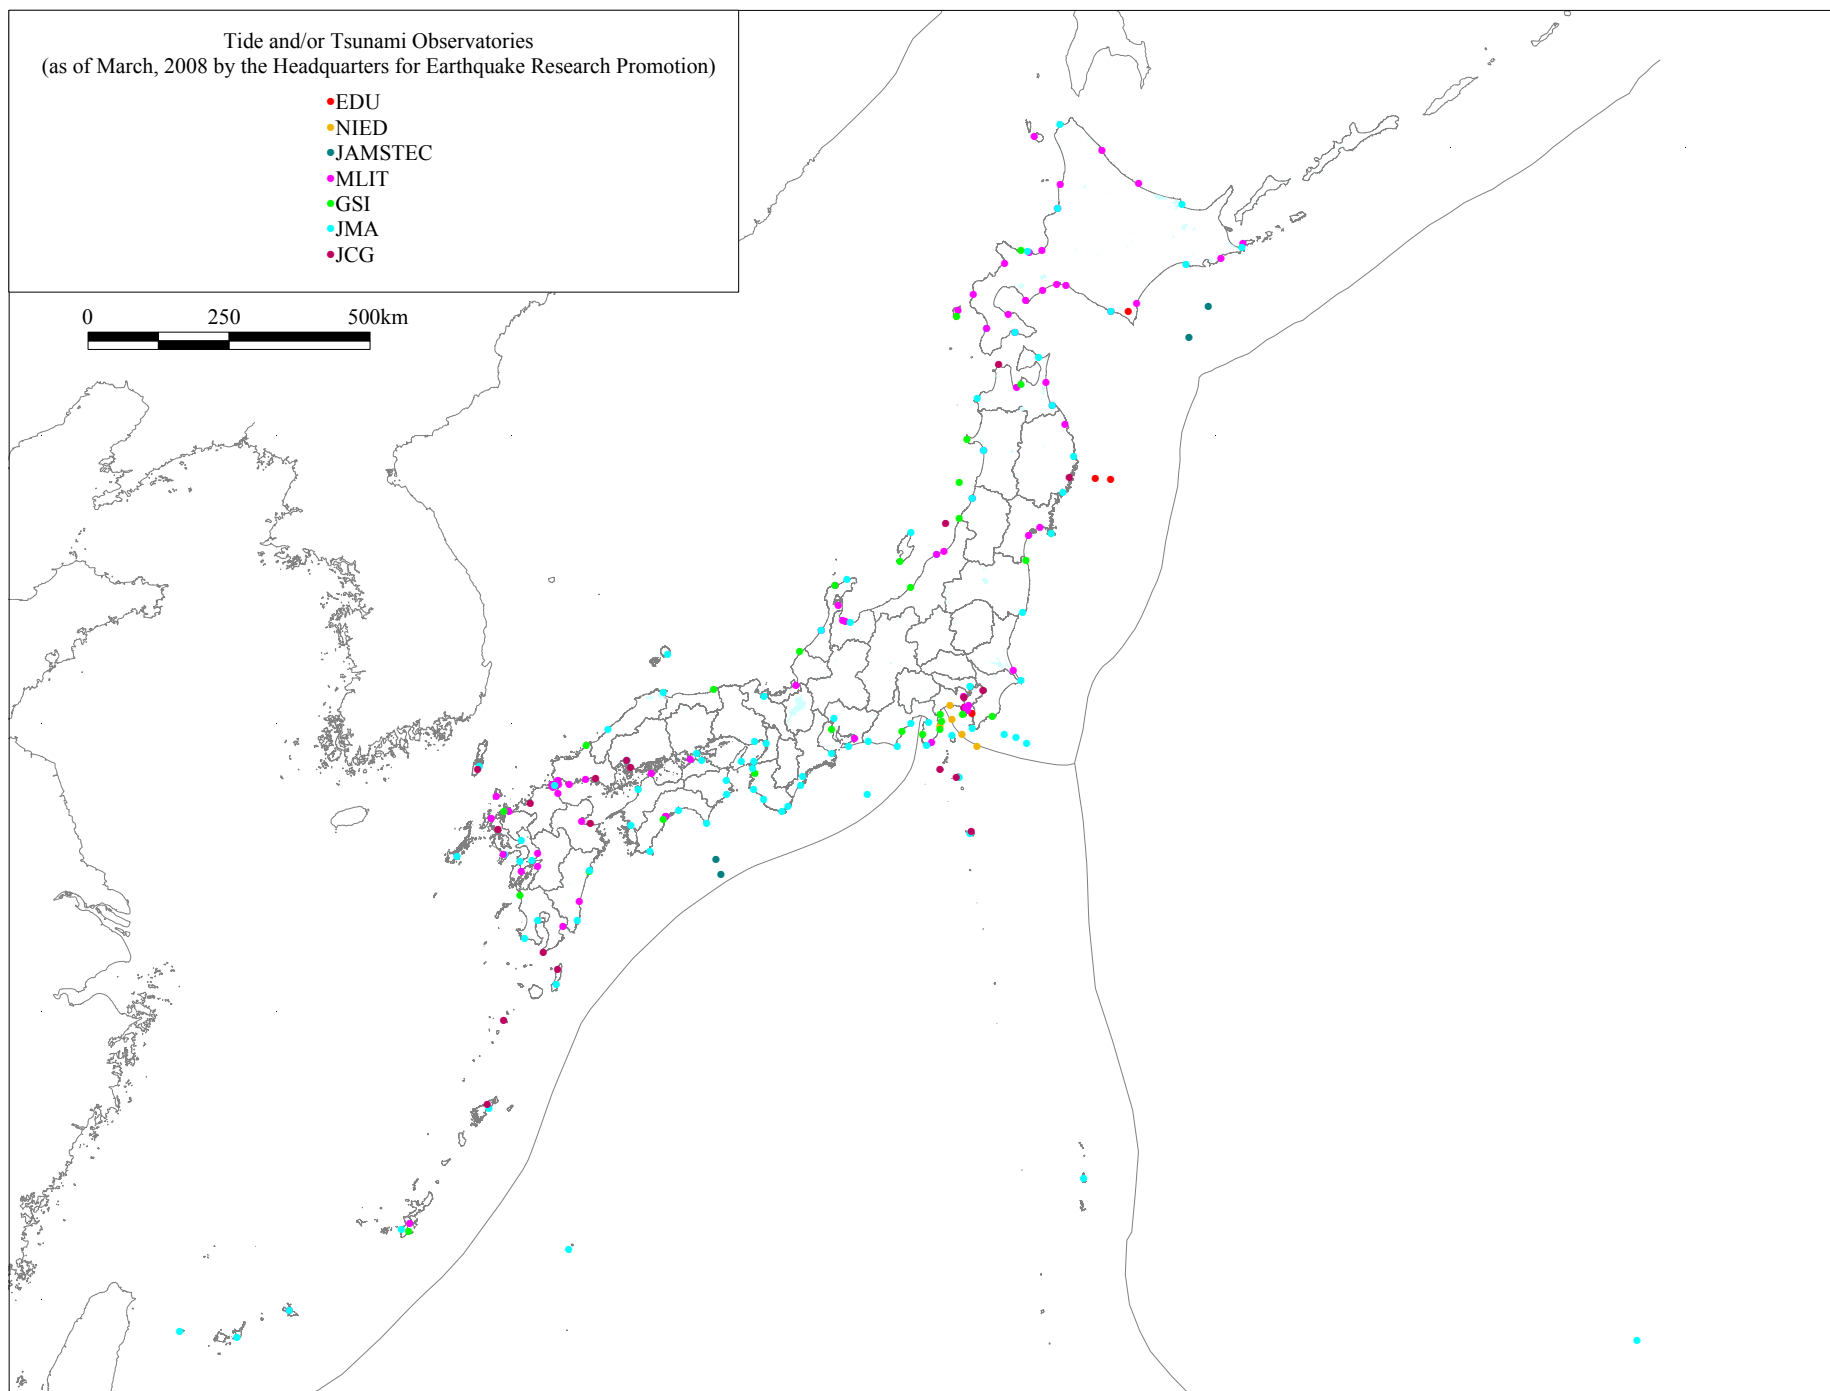 Tide and/or Tsunami Observatories
(as of March, 2008 by the Headquarters for Earthquake Research Promotion)
EDU
NIED
JAMSTEC
MLIT
GSI
JMA
JCG
0 250 500km